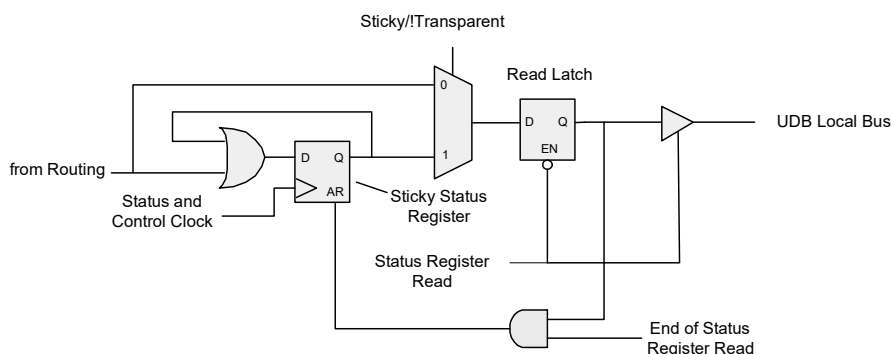 Sticky/!Transparent
0
Read Latch
D
Q
EN
UDB Local Bus
1
from Routing
D
Q
AR
Sticky Status
Register
Status and
Control Clock
Status Register
Read
End of Status
Register Read